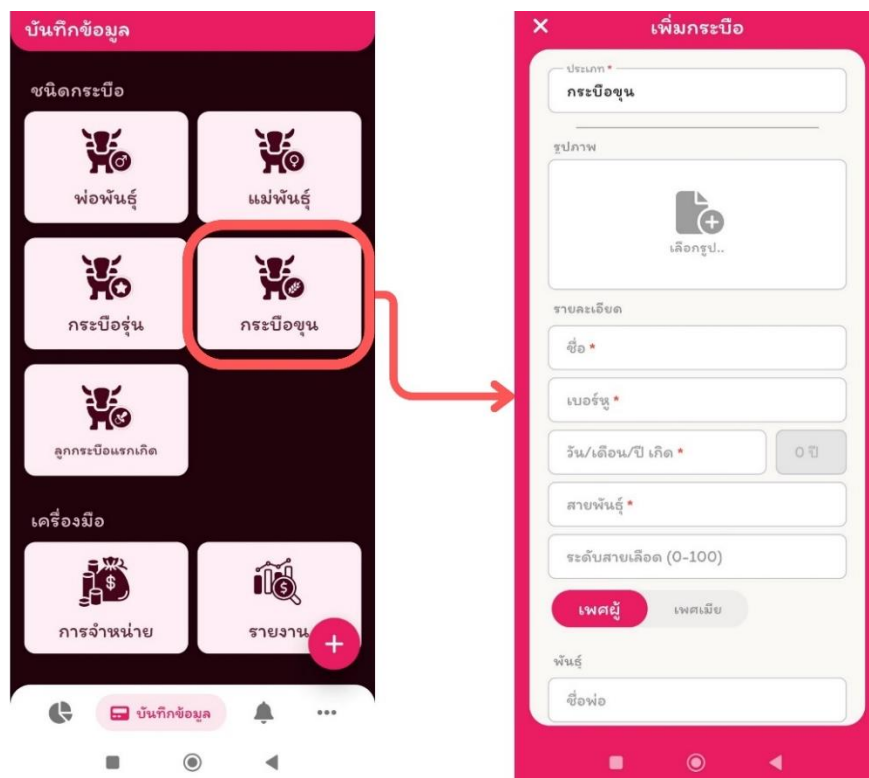 บันทึกข้อมูล
ชนิดกระบือ
พ่อพันธุ์
แม่พันธุ์
กระบือรุ่น
กระบือขุน
ลูกกระบือแรกเกิด
เครื่องมือ
การจำหน่าย
รายงาน
บันทึกข้อมูล
เพิ่มกระบือ
ประเภท *
กระบือขุน
รูปภาพ
เลือกรูป..
รายละเอียด
ชื่อ *
เบอร์หู *
วัน/เดือน/ปี เกิด *
0 ปี
สายพันธุ์ *
ระดับสายเลือด (0-100)
เพศผู้
เพศเมีย
พันธุ์
ชื่อพ่อ